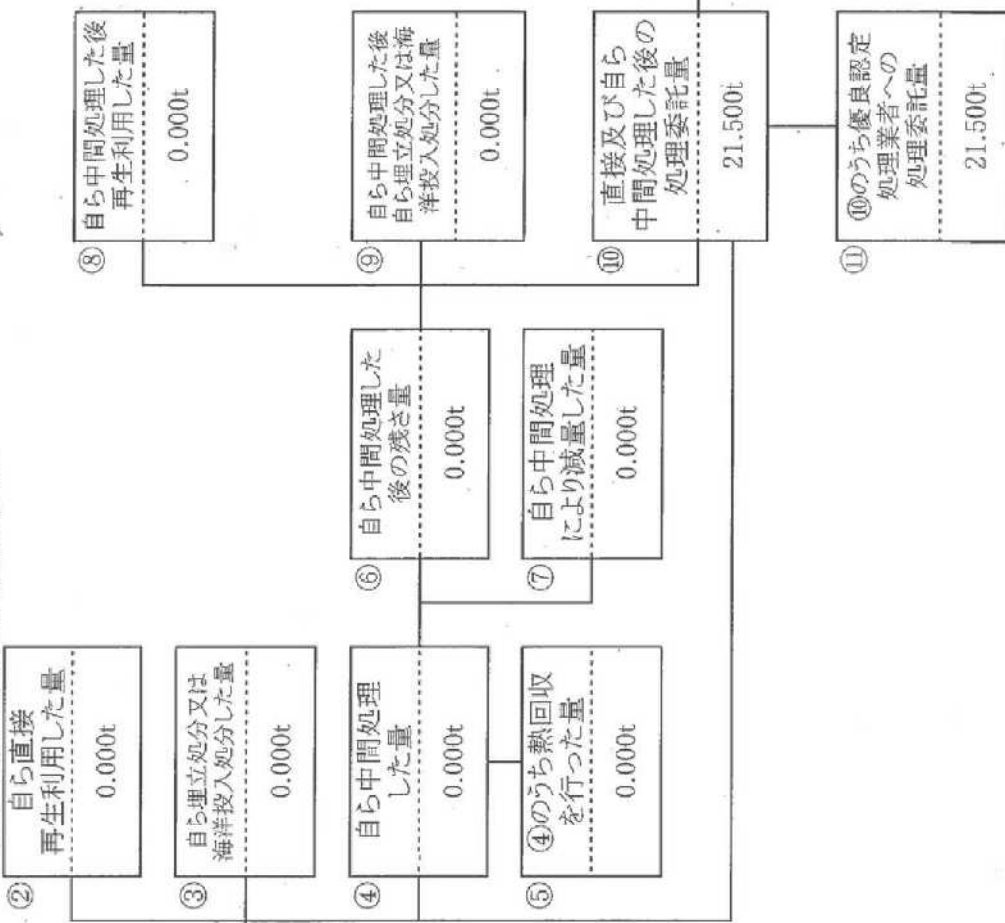 ②
自ら直接
再生利用した量
0.000t
③
自ら埋立処分又は
海洋投入処分した量
0.000t
④
自ら中間処理
した量
0.000t
⑤
④のうち熱回収
を行った量
0.000t
⑥
自ら中間処理した
後の残さ量
0.000t
⑦
自ら中間処理
により減量した量
0.000t
⑧
自ら中間処理した後
再生利用した量
0.000t
⑨
自ら中間処理した後
自ら埋立処分又は海
洋投入処分した量
0.000t
⑩
直接及び自ら
中間処理した後の
処理委託量
21.500t
⑪
⑩のうち優良認定
処理業者への
処理委託量
21.500t